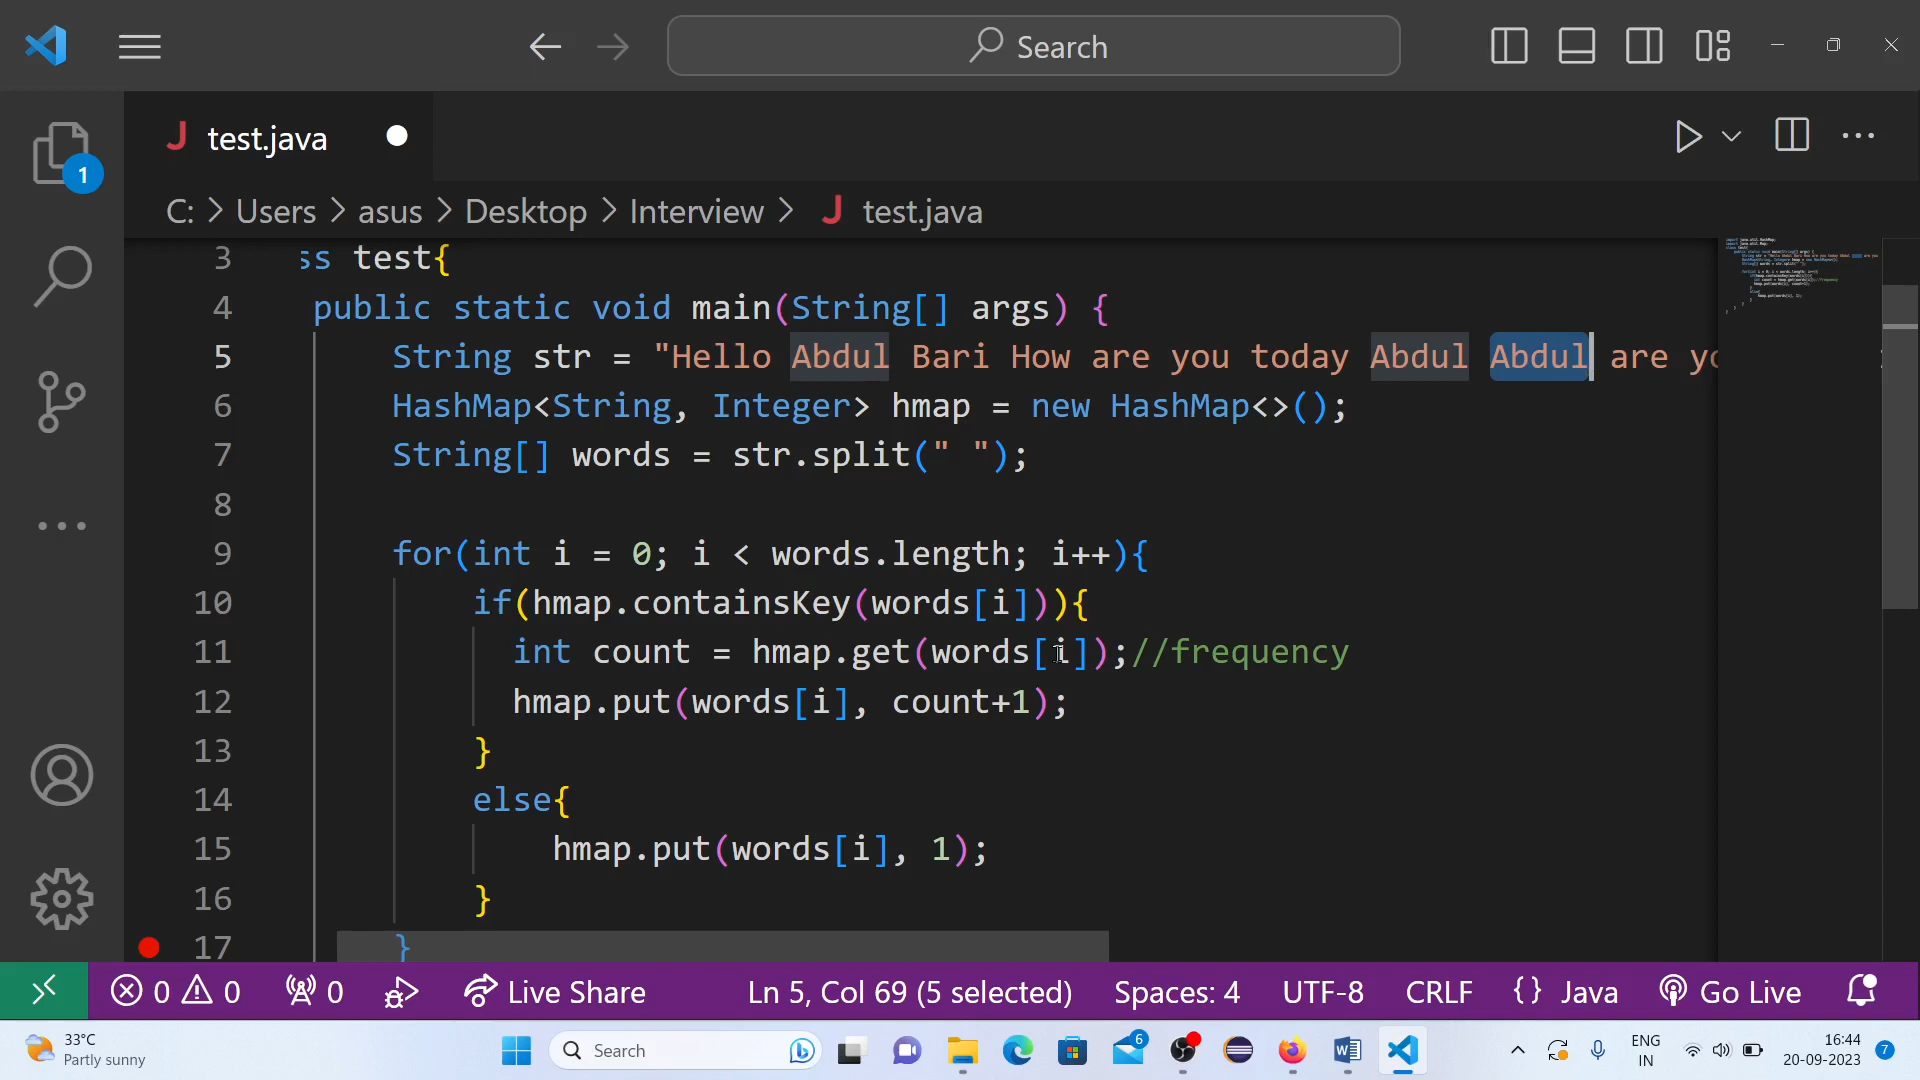 Search
test.java
1
C: > Users > asus > Desktop > Interview > test.java
3 ss test{
4 public static void main(String[] args) {
5 String str = "Hello Abdul Bari How are you today Abdul Abdul are yo
6 HashMap<String, Integer> hmap = new HashMap<>();
7 String[] words = str.split(" ");
8
9 for(int i = 0; i < words.length; i++){
10 if(hmap.containsKey(words[i])){
11 int count = hmap.get(words[i]);//frequency
12 hmap.put(words[i], count+1);
13 }
14 else{
15 hmap.put(words[i], 1);
16 }
17 }
0 0 0 Live Share Ln 5, Col 69 (5 selected) Spaces: 4 UTF-8 CRLF {} Java Go Live
33°C
Partly sunny
Search
6
ENG
IN
16:44
20-09-2023
7